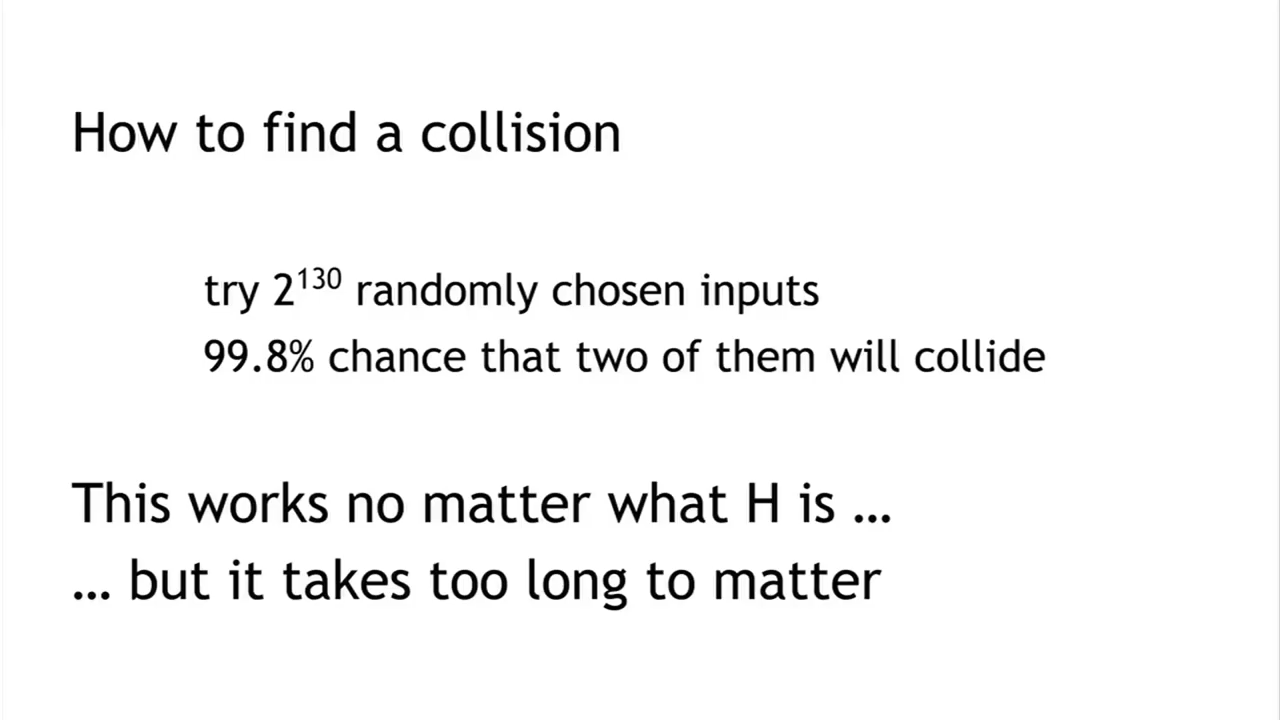 How to find a collision
try 2¹³⁰ randomly chosen inputs
99.8% chance that two of them will collide
This works no matter what H is …
… but it takes too long to matter